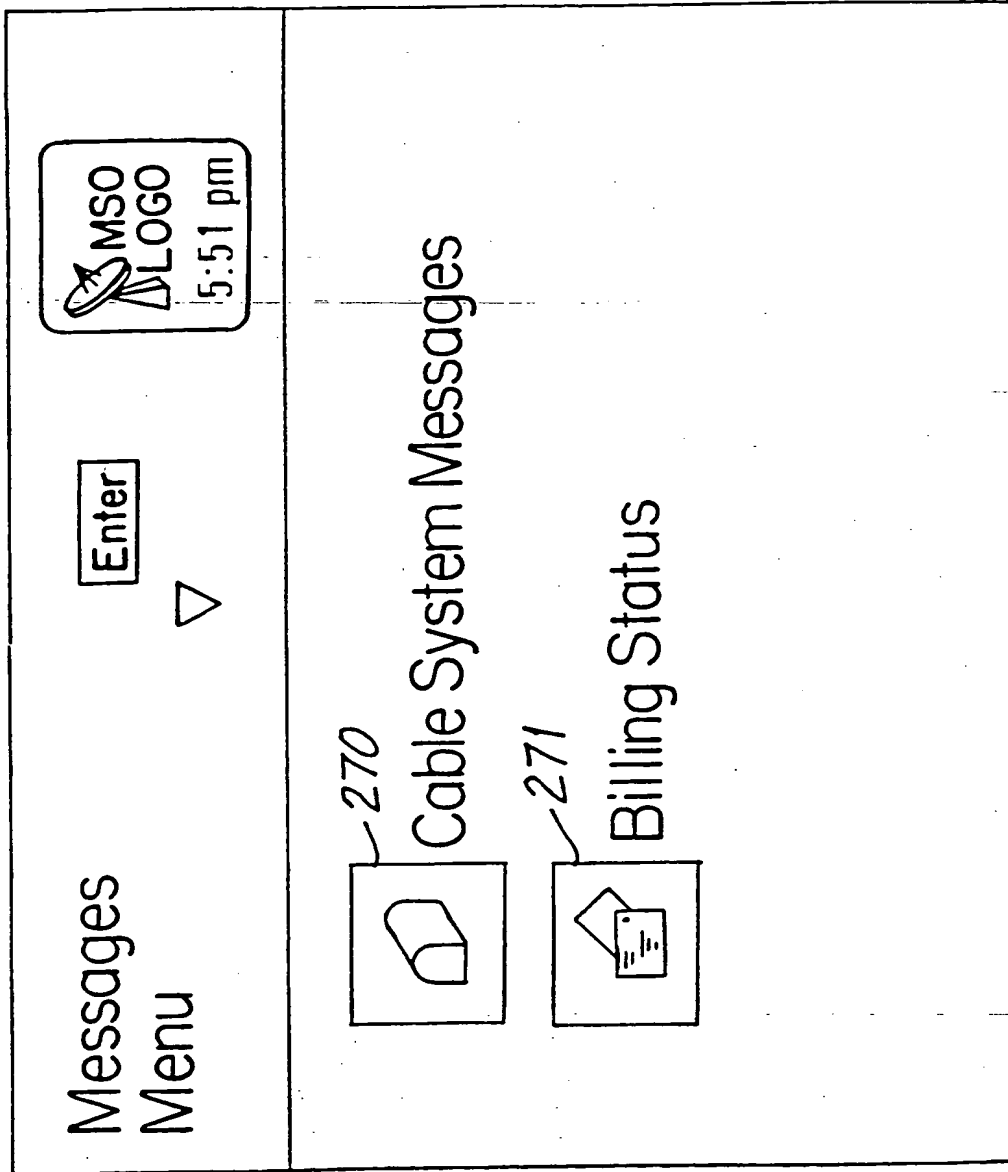 Messages
Menu
Enter
MSO
LOGO
5:51 pm
270
Cable System Messages
271
Billing Status